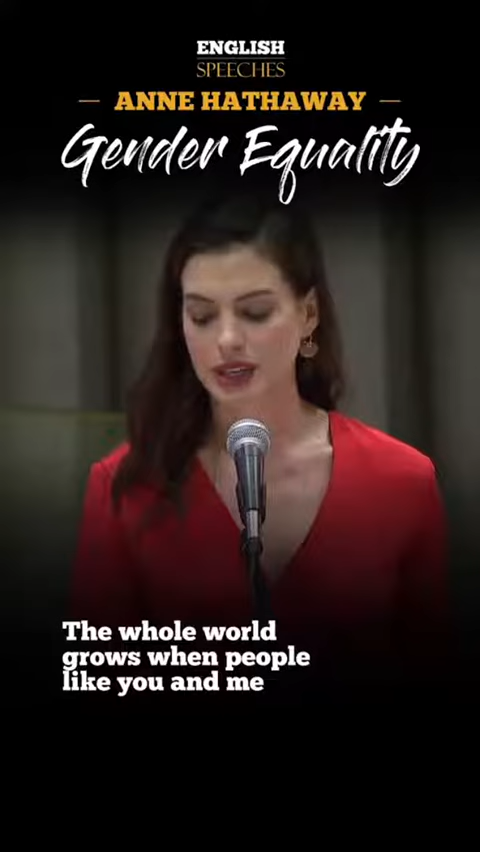 ENGLISH
SPEECHES
ANNE HATHAWAY
Gender Equality
The whole world
grows when people
like you and me